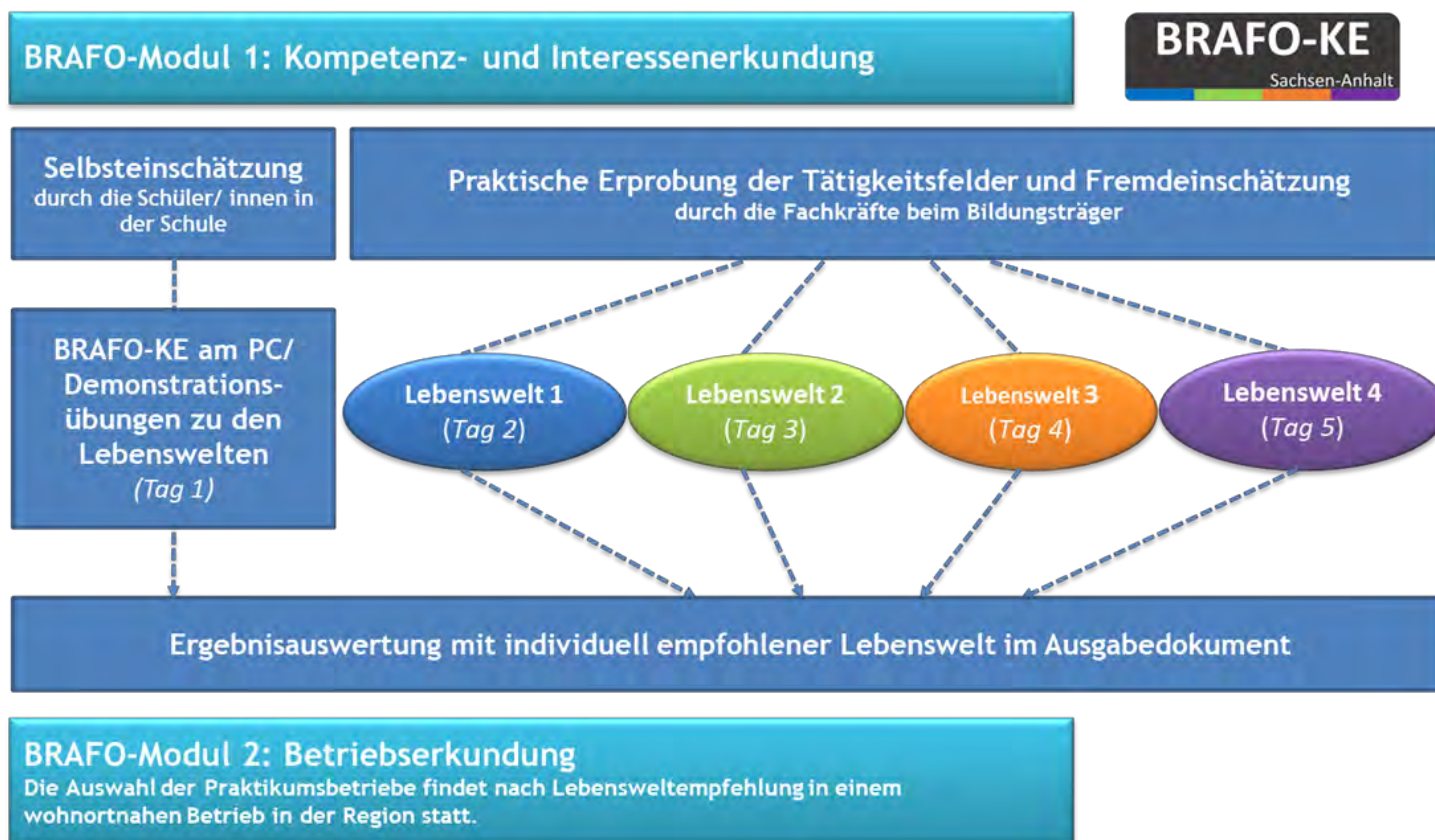 BRAFO-Modul 1: Kompetenz- und Interessenerkundung
BRAFO-KE
Sachsen-Anhalt
Selbsteinschätzung
durch die Schüler/ innen in
der Schule
Praktische Erprobung der Tätigkeitsfelder und Fremdeinschätzung
durch die Fachkräfte beim Bildungsträger
BRAFO-KE am PC/
Demonstrations-
übungen zu den
Lebenswelten
(Tag 1)
Lebenswelt 1
(Tag 2)
Lebenswelt 2
(Tag 3)
Lebenswelt 3
(Tag 4)
Lebenswelt 4
(Tag 5)
Ergebnisauswertung mit individuell empfohlener Lebenswelt im Ausgabedokument
BRAFO-Modul 2: Betriebserkundung
Die Auswahl der Praktikumsbetriebe findet nach Lebensweltempfehlung in einem
wohnortnahen Betrieb in der Region statt.